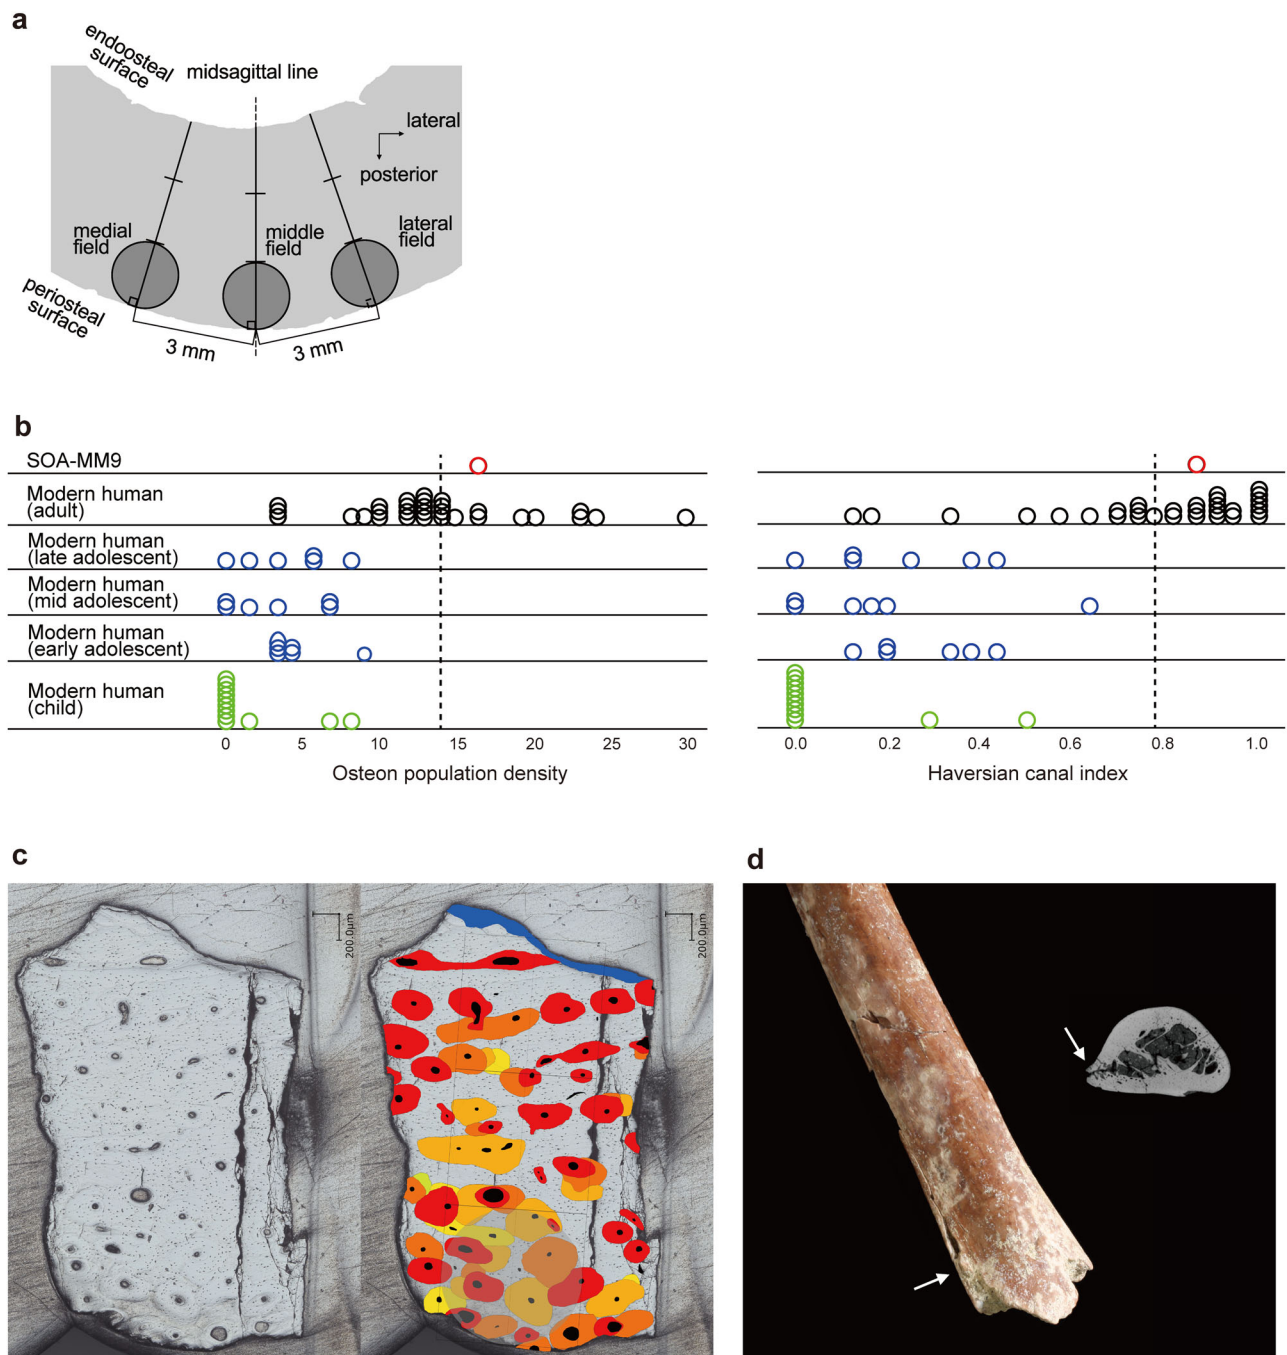 a
endoosteal
surface
midsagittal line
lateral
posterior
medial
field
middle
field
lateral
field
periosteal
surface
3 mm
3 mm
b
SOA-MM9
Modern human
(adult)
Modern human
(late adolescent)
Modern human
(mid adolescent)
Modern human
(early adolescent)
Modern human
(child)
0 5 10 15 20 25 30
Osteon population density
0.0 0.2 0.4 0.6 0.8 1.0
Haversian canal index
c
200.0μm
200.0μm
d